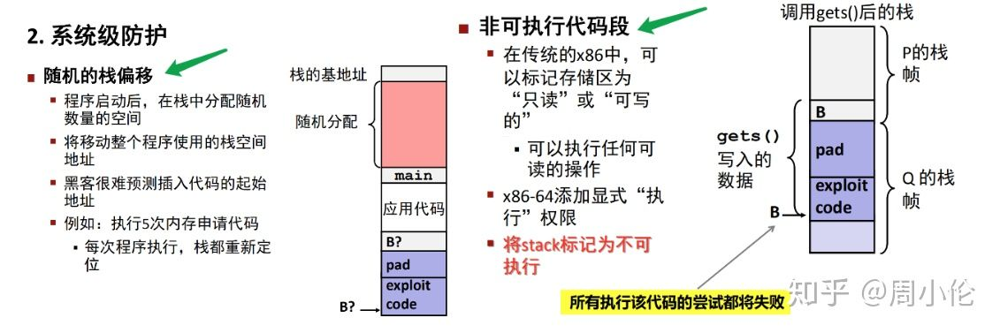 2. 系统级防护
随机的栈偏移
程序启动后，在栈中分配随机
数量的空间
将移动整个程序使用的栈空间
地址
黑客很难预测插入代码的起始
地址
例如：执行5次内存申请代码
每次程序执行，栈都重新定
位
栈的基地址
随机分配
main
应用代码
B?
pad
exploit
code
B?
非可执行代码段
在传统的x86中，可
以标记存储区为
“只读”或“可写
的”
可以执行任何可
读的操作
x86-64添加显式“执
行”权限
将stack标记为不可
执行
调用gets()后的栈
P的栈
帧
B
gets()
写入的
数据
pad
exploit
code
B
Q 的栈
帧
所有执行该代码的尝试都将失败
知乎 @周小伦